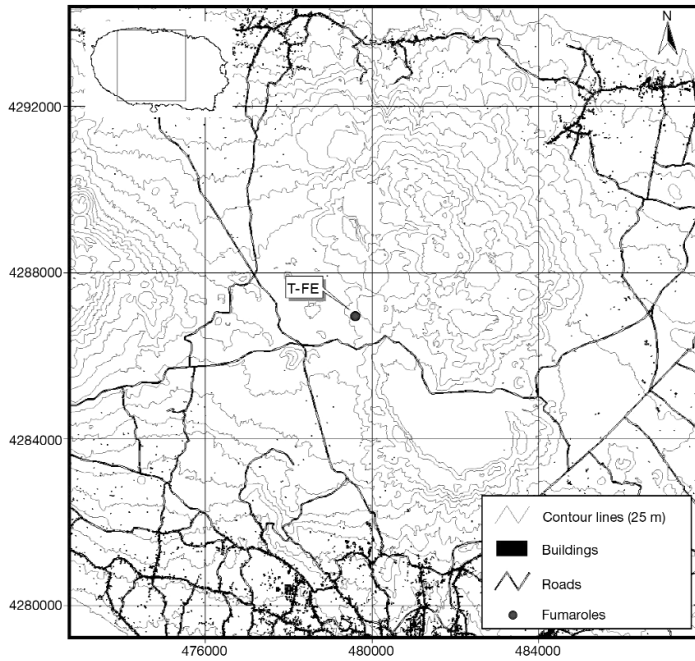 N
4292000
4288000
T-FE
4284000
Contour lines (25 m)
Buildings
Roads
Fumaroles
4280000
476000 480000 484000